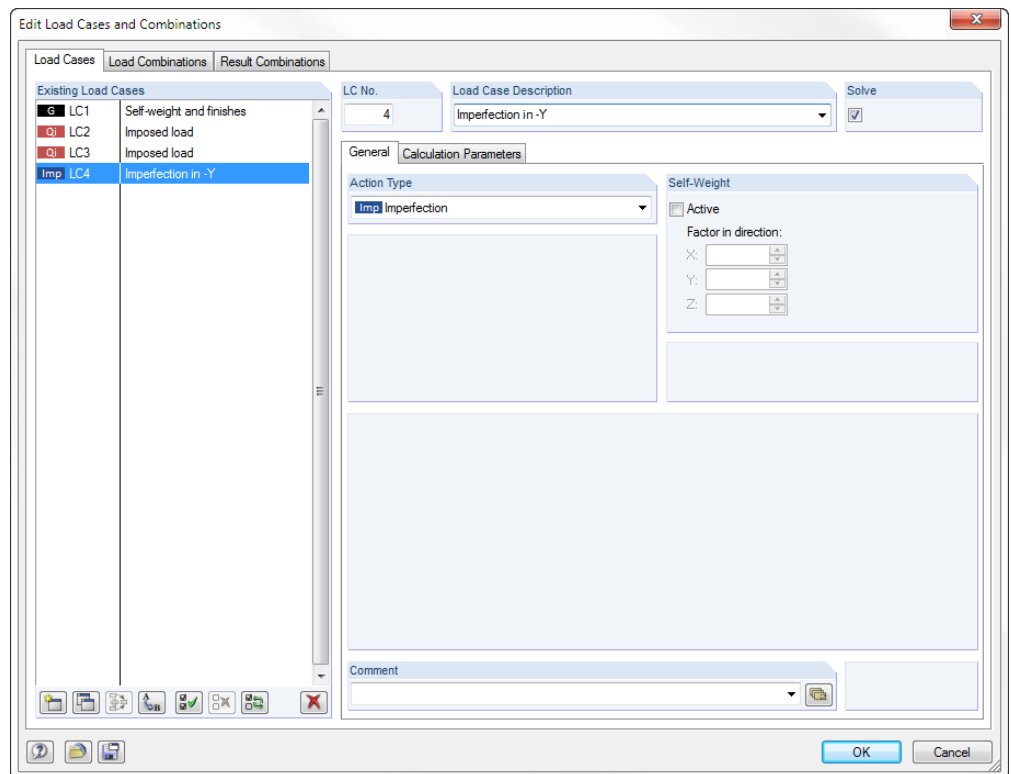 Edit Load Cases and Combinations
Load Cases Load Combinations Result Combinations
Existing Load Cases
G LC1 Self-weight and finishes
Qi LC2 Imposed load
Qi LC3 Imposed load
Imp LC4 Imperfection in -Y
LC No.
4
Load Case Description
Imperfection in -Y
Solve
General Calculation Parameters
Action Type
Imp Imperfection
Self-Weight
Active
Factor in direction:
X:
Y:
Z:
Comment
OK Cancel